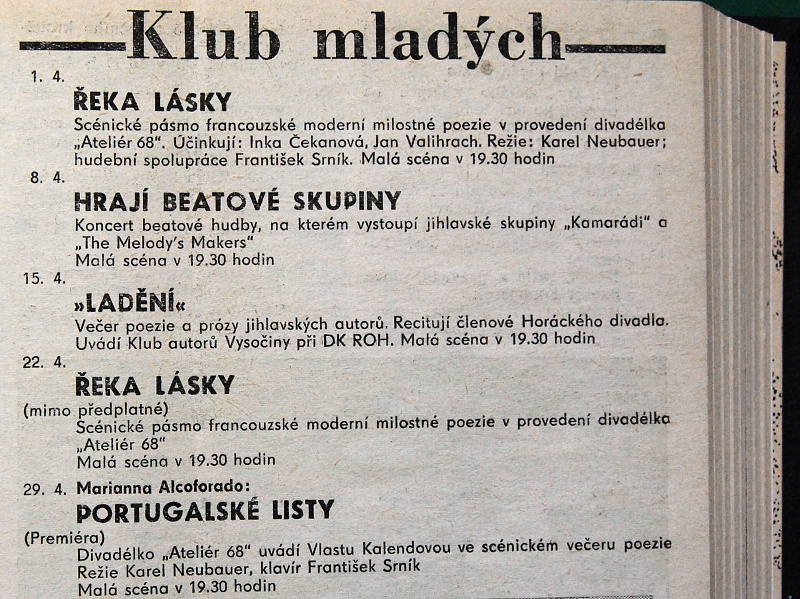 Klub mladých
1. 4.
ŘEKA LÁSKY
Scénické pásmo francouzské moderní milostné poezie v provedení divadélka
„Ateliér 68“. Účinkují: Inka Čekanová, Jan Valihrach. Režie: Karel Neubauer;
hudební spolupráce František Srník. Malá scéna v 19.30 hodin
8. 4.
HRAJÍ BEATOVÉ SKUPINY
Koncert beatové hudby, na kterém vystoupí jihlavské skupiny „Kamarádi“ a
„The Melody's Makers“
Malá scéna v 19.30 hodin
15. 4.
»LADĚNÍ«
Večer poezie a prózy jihlavských autorů. Recitují členové Horáckého divadla.
Uvádí Klub autorů Vysočiny při DK ROH. Malá scéna v 19.30 hodin
22. 4.
ŘEKA LÁSKY
(mimo předplatné)
Scénické pásmo francouzské moderní milostné poezie v provedení divadélka
„Ateliér 68“
Malá scéna v 19.30 hodin
29. 4. Marianna Alcoforado:
PORTUGALSKÉ LISTY
(Premiéra)
Divadélko „Ateliér 68“ uvádí Vlastu Kalendovou ve scénickém večeru poezie
Režie Karel Neubauer, klavír František Srník
Malá scéna v 19.30 hodin